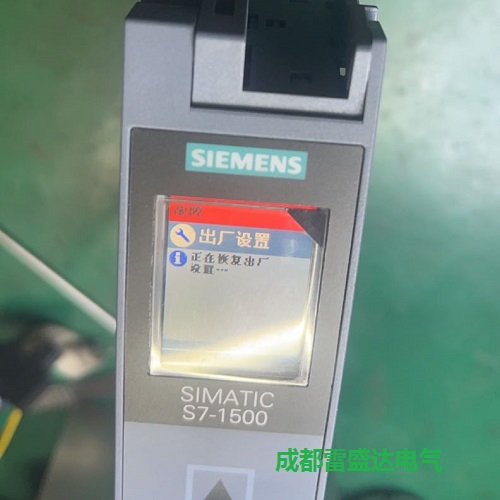 SIEMENS
出厂设置
正在恢复出厂
设置…
SIMATIC
S7-1500
成都雷盛达电气